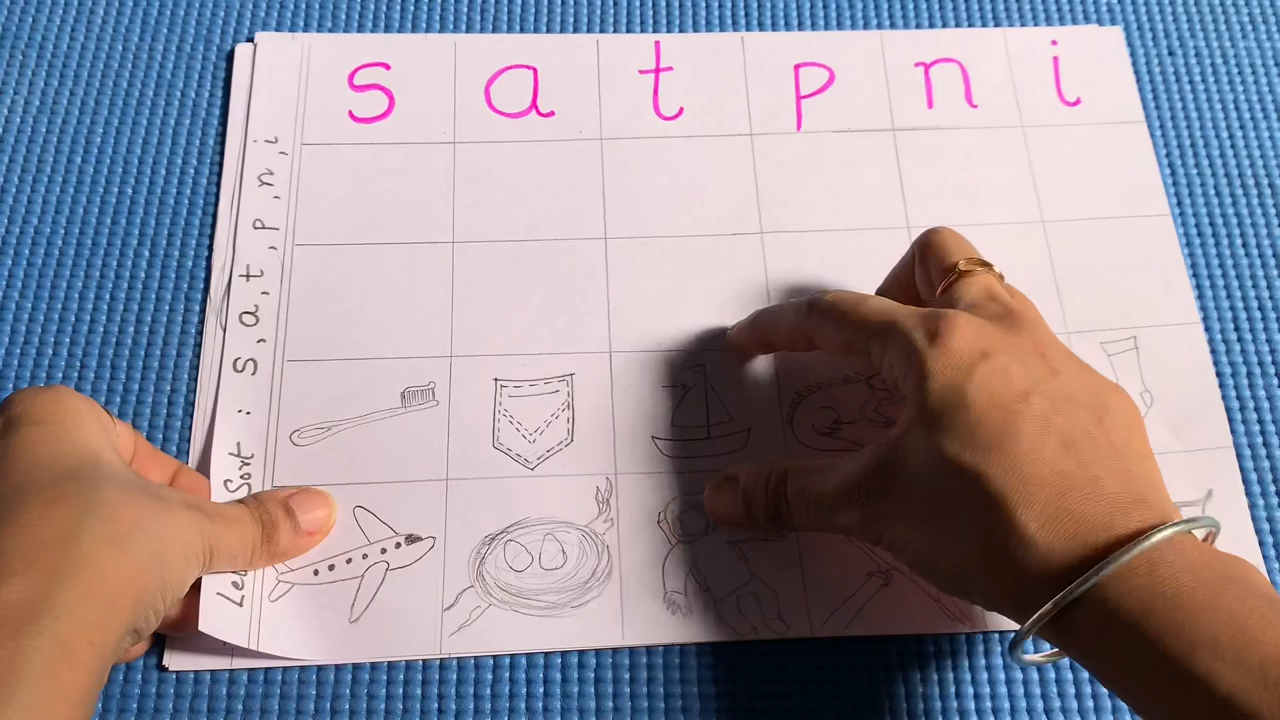 s a t p n i
Sort : s, a, t, p, n, i